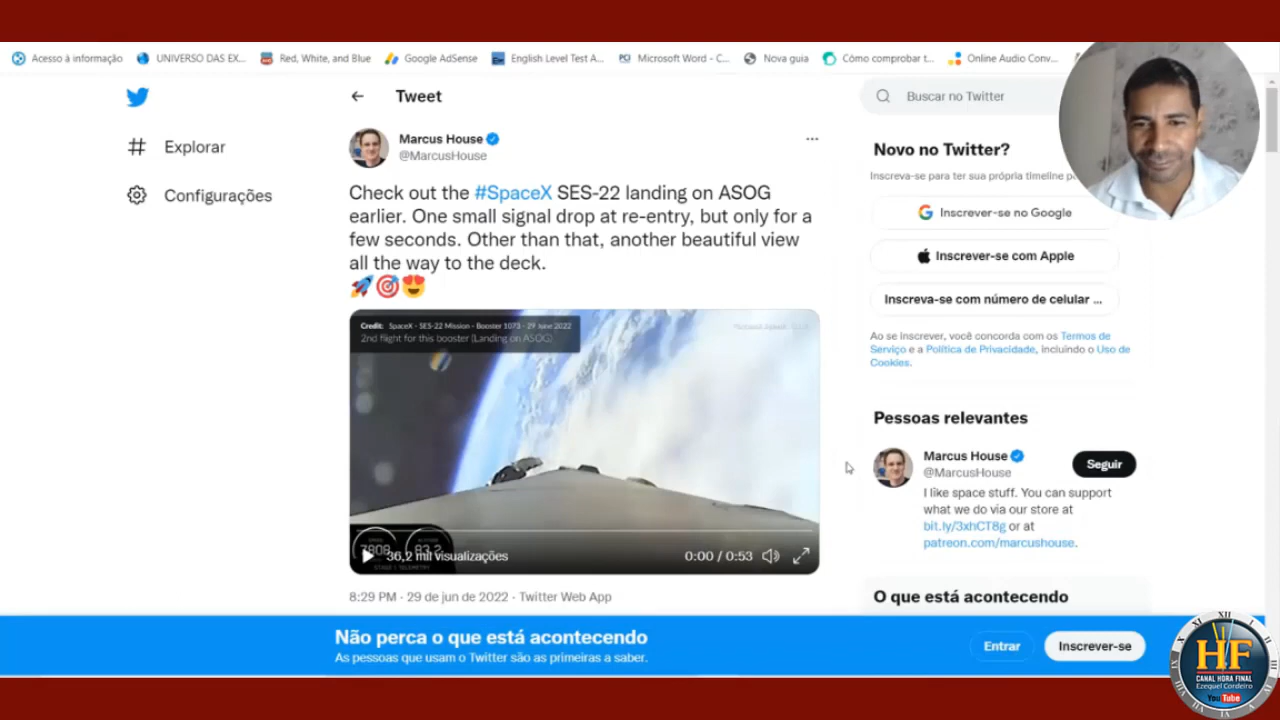 Acesso à informação
UNIVERSO DAS EX...
Red, White, and Blue
Google AdSense
English Level Test A...
Microsoft Word - C...
Nova guia
Cómo comprobar t...
Online Audio Conv...
Tweet
Buscar no Twitter
Explorar
Configurações
Marcus House
@MarcusHouse
Check out the #SpaceX SES-22 landing on ASOG
earlier. One small signal drop at re-entry, but only for a
few seconds. Other than that, another beautiful view
all the way to the deck.
Credit: SpaceX - SES-22 Mission - Booster 1073 - 29 June 2022
2nd flight for this booster (Landing on ASOG)
36,2 mil visualizações
0:00 / 0:53
8:29 PM · 29 de jun de 2022 · Twitter Web App
Novo no Twitter?
Inscreva-se para ter sua própria timeline
Inscrever-se no Google
Inscrever-se com Apple
Inscreva-se com número de celular ...
Ao se inscrever, você concorda com os Termos de
Serviço e a Política de Privacidade, incluindo o Uso de
Cookies.
Pessoas relevantes
Marcus House
@MarcusHouse
Seguir
I like space stuff. You can support
what we do via our store at
bit.ly/3xhCT8g or at
patreon.com/marcushouse.
O que está acontecendo
Não perca o que está acontecendo
As pessoas que usam o Twitter são as primeiras a saber.
Entrar
Inscrever-se
HF
CANAL HORA FINAL
Ezequel Cordeiro
YouTube